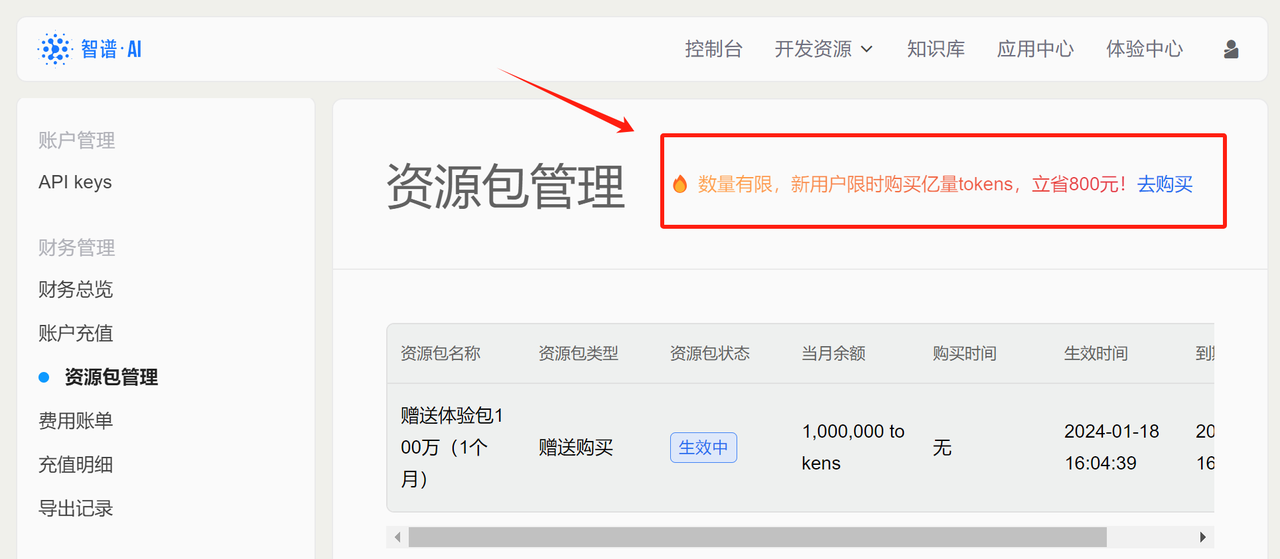 智谱·AI
控制台 开发资源 知识库 应用中心 体验中心
账户管理
API keys
财务管理
财务总览
账户充值
资源包管理
费用账单
充值明细
导出记录
资源包管理
数量有限，新用户限时购买亿量tokens，立省800元！去购买
资源包名称 资源包类型 资源包状态 当月余额 购买时间 生效时间
赠送体验包1
00万（1个
月）
赠送购买
生效中
1,000,000 to
kens
无
2024-01-18
16:04:39
20
16